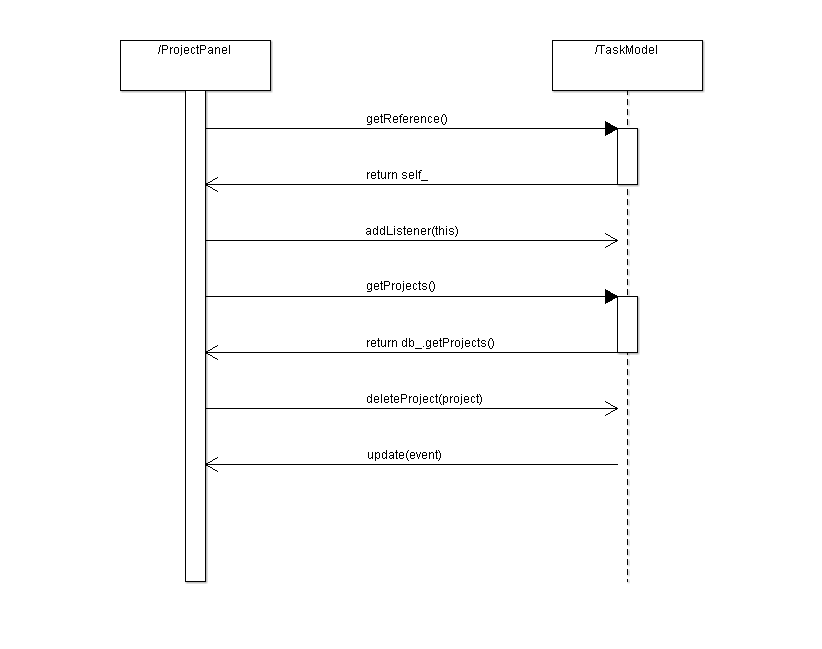 /ProjectPanel
/TaskModel
getReference()
return self_
addListener(this)
getProjects()
return db_.getProjects()
deleteProject(project)
update(event)